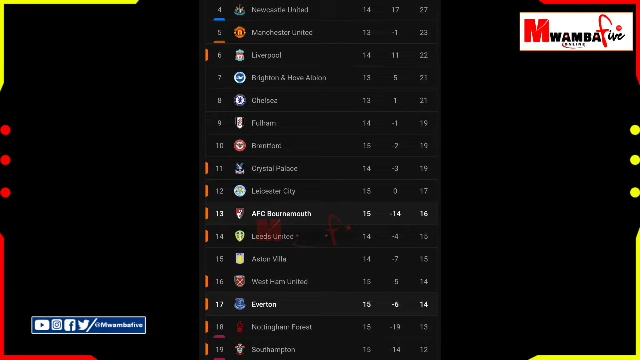 4 Newcastle United 14 17 27
MWAMBAFIVE
ONLINE
5 Manchester United 13 -1 23
6 Liverpool 14 11 22
7 Brighton & Hove Albion 13 5 21
8 Chelsea 13 1 21
9 Fulham 14 -1 19
10 Brentford 15 -2 19
11 Crystal Palace 14 -3 19
12 Leicester City 15 0 17
13 AFC Bournemouth 15 -14 16
14 Leeds United 14 -4 15
15 Aston Villa 14 -7 15
16 West Ham United 15 -5 14
17 Everton 15 -6 14
18 Nottingham Forest 15 -19 13
19 Southampton 15 -14 12
/@Mwambafive